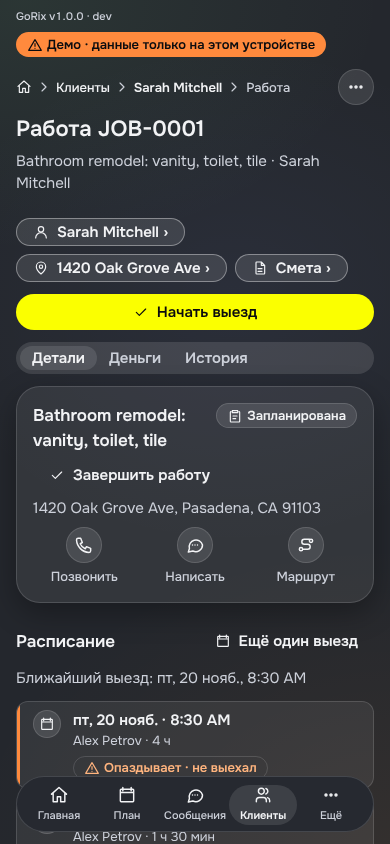 GoRix v1.0.0 · dev
Демо · данные только на этом устройстве
Клиенты > Sarah Mitchell > Работа
Работа JOB-0001
Bathroom remodel: vanity, toilet, tile · Sarah
Mitchell
Sarah Mitchell ›
1420 Oak Grove Ave › Смета ›
Начать выезд
Детали Деньги История
Bathroom remodel: Запланирована
vanity, toilet, tile
Завершить работу
1420 Oak Grove Ave, Pasadena, CA 91103
Позвонить Написать Маршрут
Расписание Ещё один выезд
Ближайший выезд: пт, 20 нояб., 8:30 AM
пт, 20 нояб. · 8:30 AM
Alex Petrov · 4 ч
Опаздывает · не выехал
Главная План Сообщения Клиенты Ещё
Alex Petrov · 1 ч 30 мин